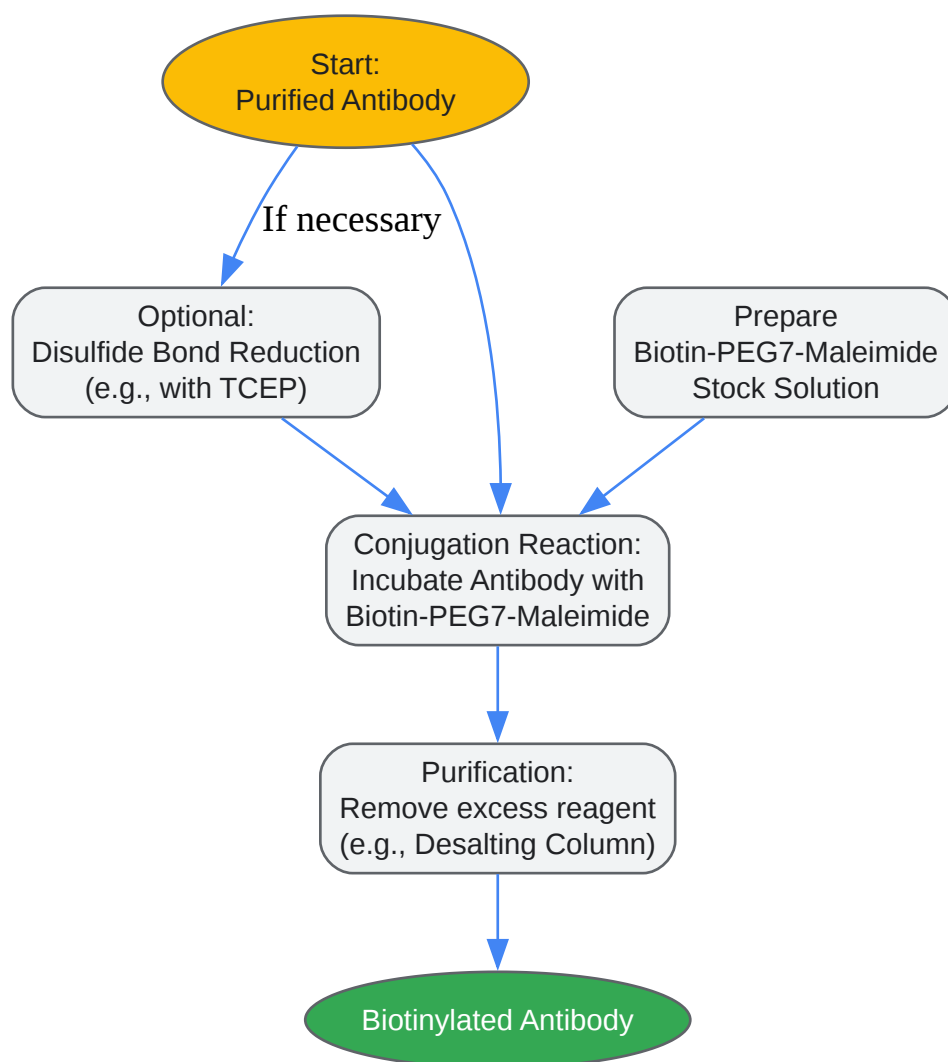 Start:
Purified Antibody
If necessary
Optional:
Disulfide Bond Reduction
(e.g., with TCEP)
Prepare
Biotin-PEG7-Maleimide
Stock Solution
Conjugation Reaction:
Incubate Antibody with
Biotin-PEG7-Maleimide
Purification:
Remove excess reagent
(e.g., Desalting Column)
Biotinylated Antibody